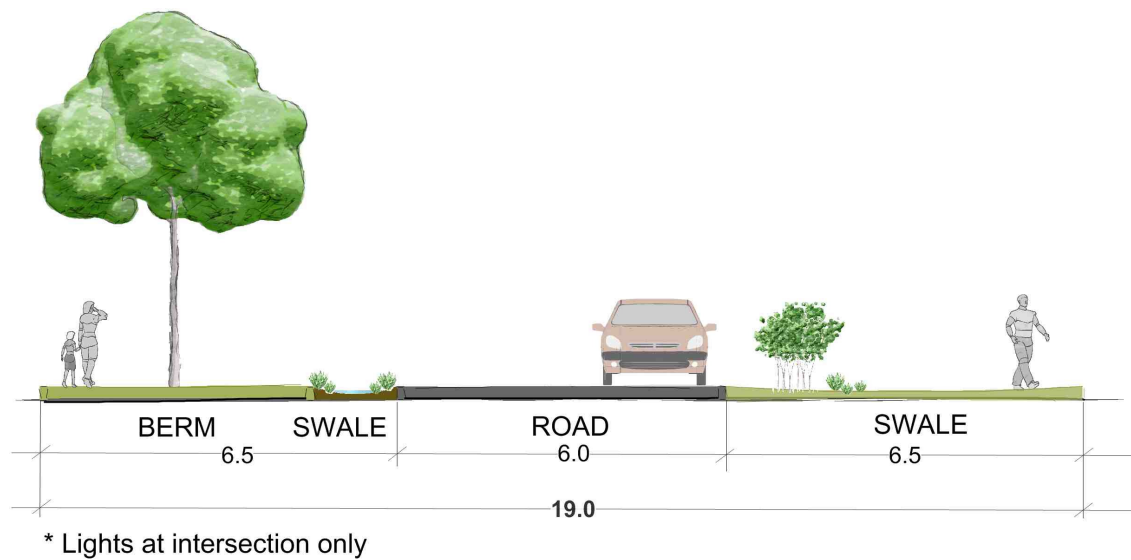 BERM SWALE ROAD SWALE
6.5 6.0 6.5
19.0
* Lights at intersection only